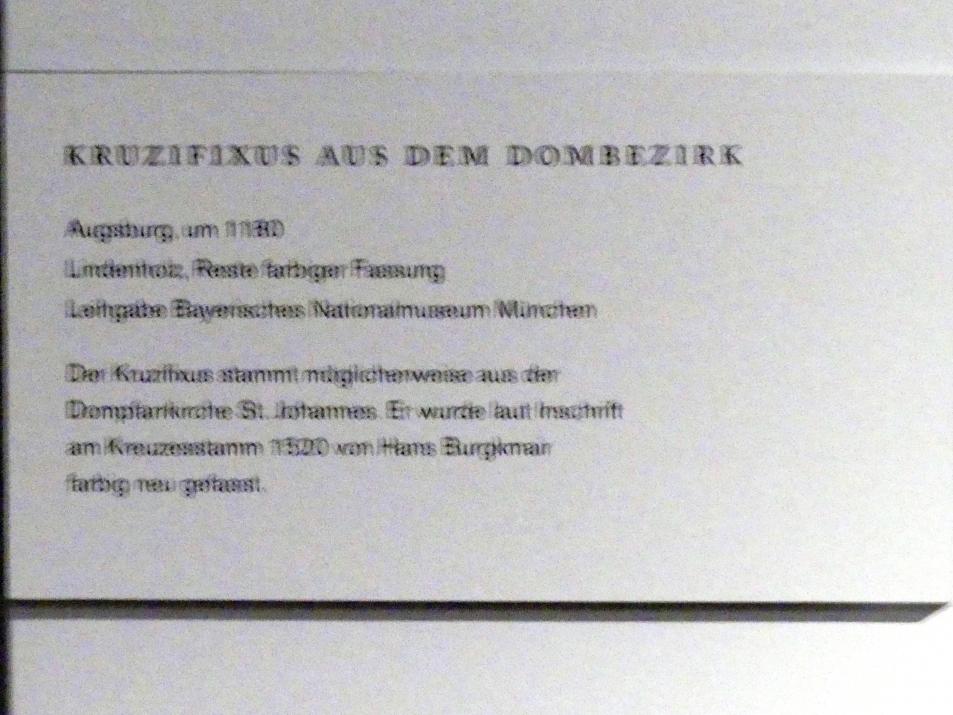 KRUZIFIXUS AUS DEM DOMBEZIRK
Augsburg, um 1180
Lindenholz, Reste farbiger Fassung
Leihgabe Bayerisches Nationalmuseum München
Der Kruzifixus stammt möglicherweise aus der
Dompfarrkirche St. Johannes. Er wurde laut Inschrift
am Kreuzesstamm 1520 von Hans Burgkmair
farbig neu gefasst.